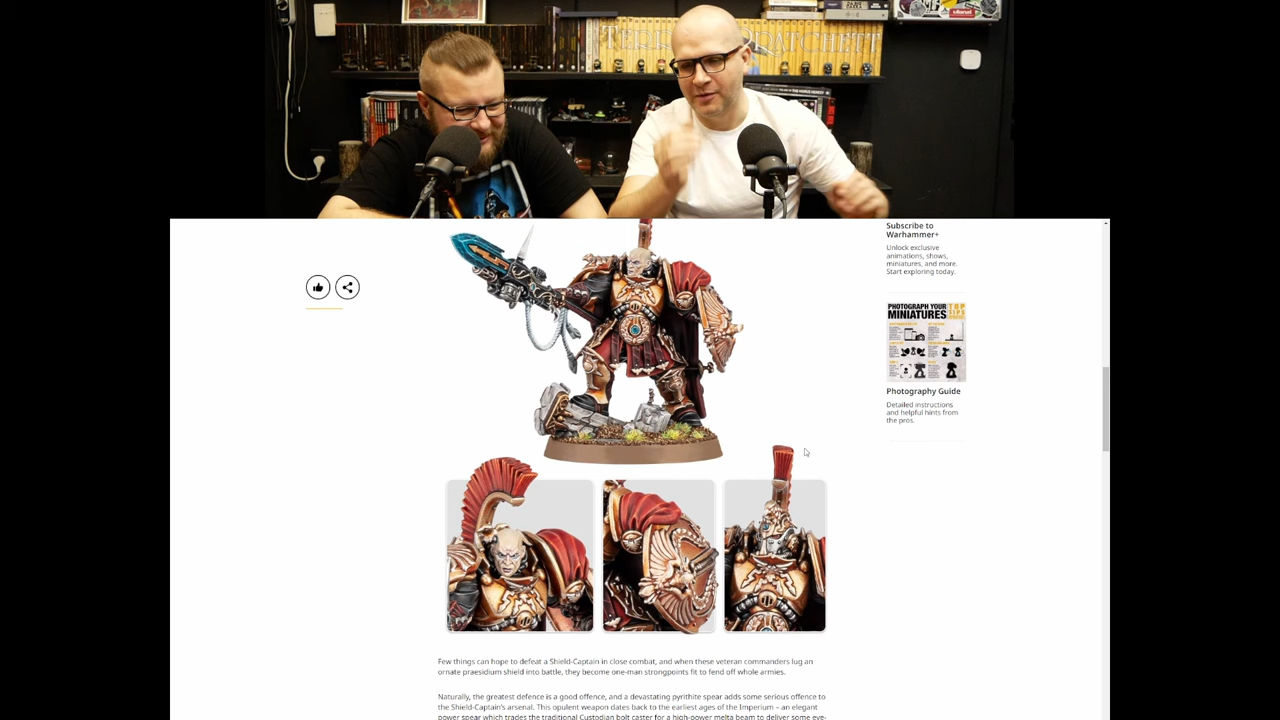 TERRY PRATCHETT
Subscribe to
Warhammer+
Unlock exclusive
animations, shows,
miniatures, and more.
Start exploring today.
PHOTOGRAPH YOUR
MINIATURES
TOP
TIPS
Photography Guide
Detailed instructions
and helpful hints from
the pros.
Few things can hope to defeat a Shield-Captain in close combat, and when these veteran commanders lug an
ornate praesidium shield into battle, they become one-man strongpoints fit to fend off whole armies.
Naturally, the greatest defence is a good offence, and a devastating pyrithite spear adds some serious offence to
the Shield-Captain's arsenal. This opulent weapon dates back to the earliest ages of the Imperium – an elegant
power spear which trades the traditional Custodian bolt caster for a high-power melta beam to deliver some eye-